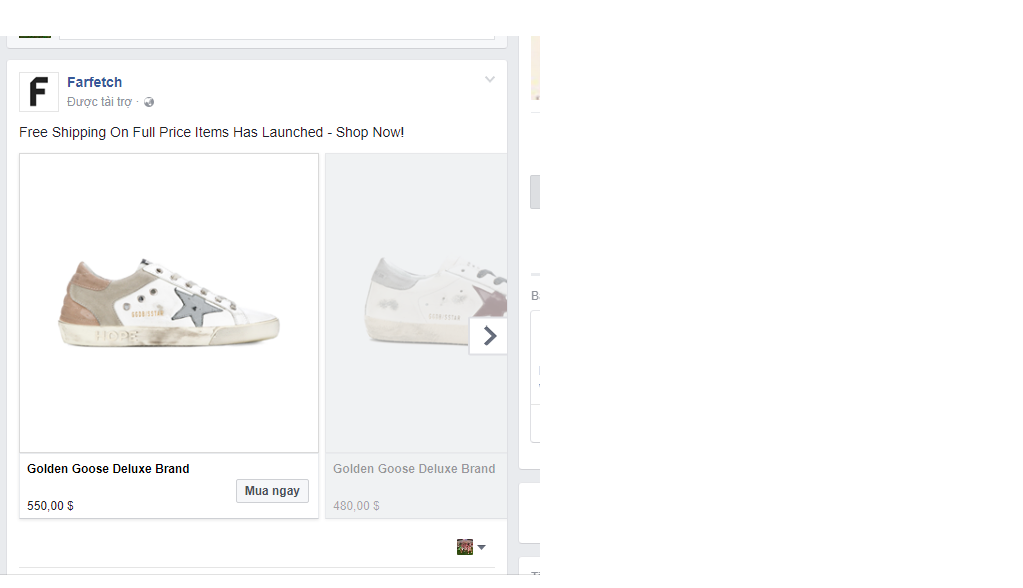 F
Farfetch
Được tài trợ ·
Free Shipping On Full Price Items Has Launched - Shop Now!
Golden Goose Deluxe Brand
Mua ngay
550,00 $
Golden Goose Deluxe Brand
480,00 $